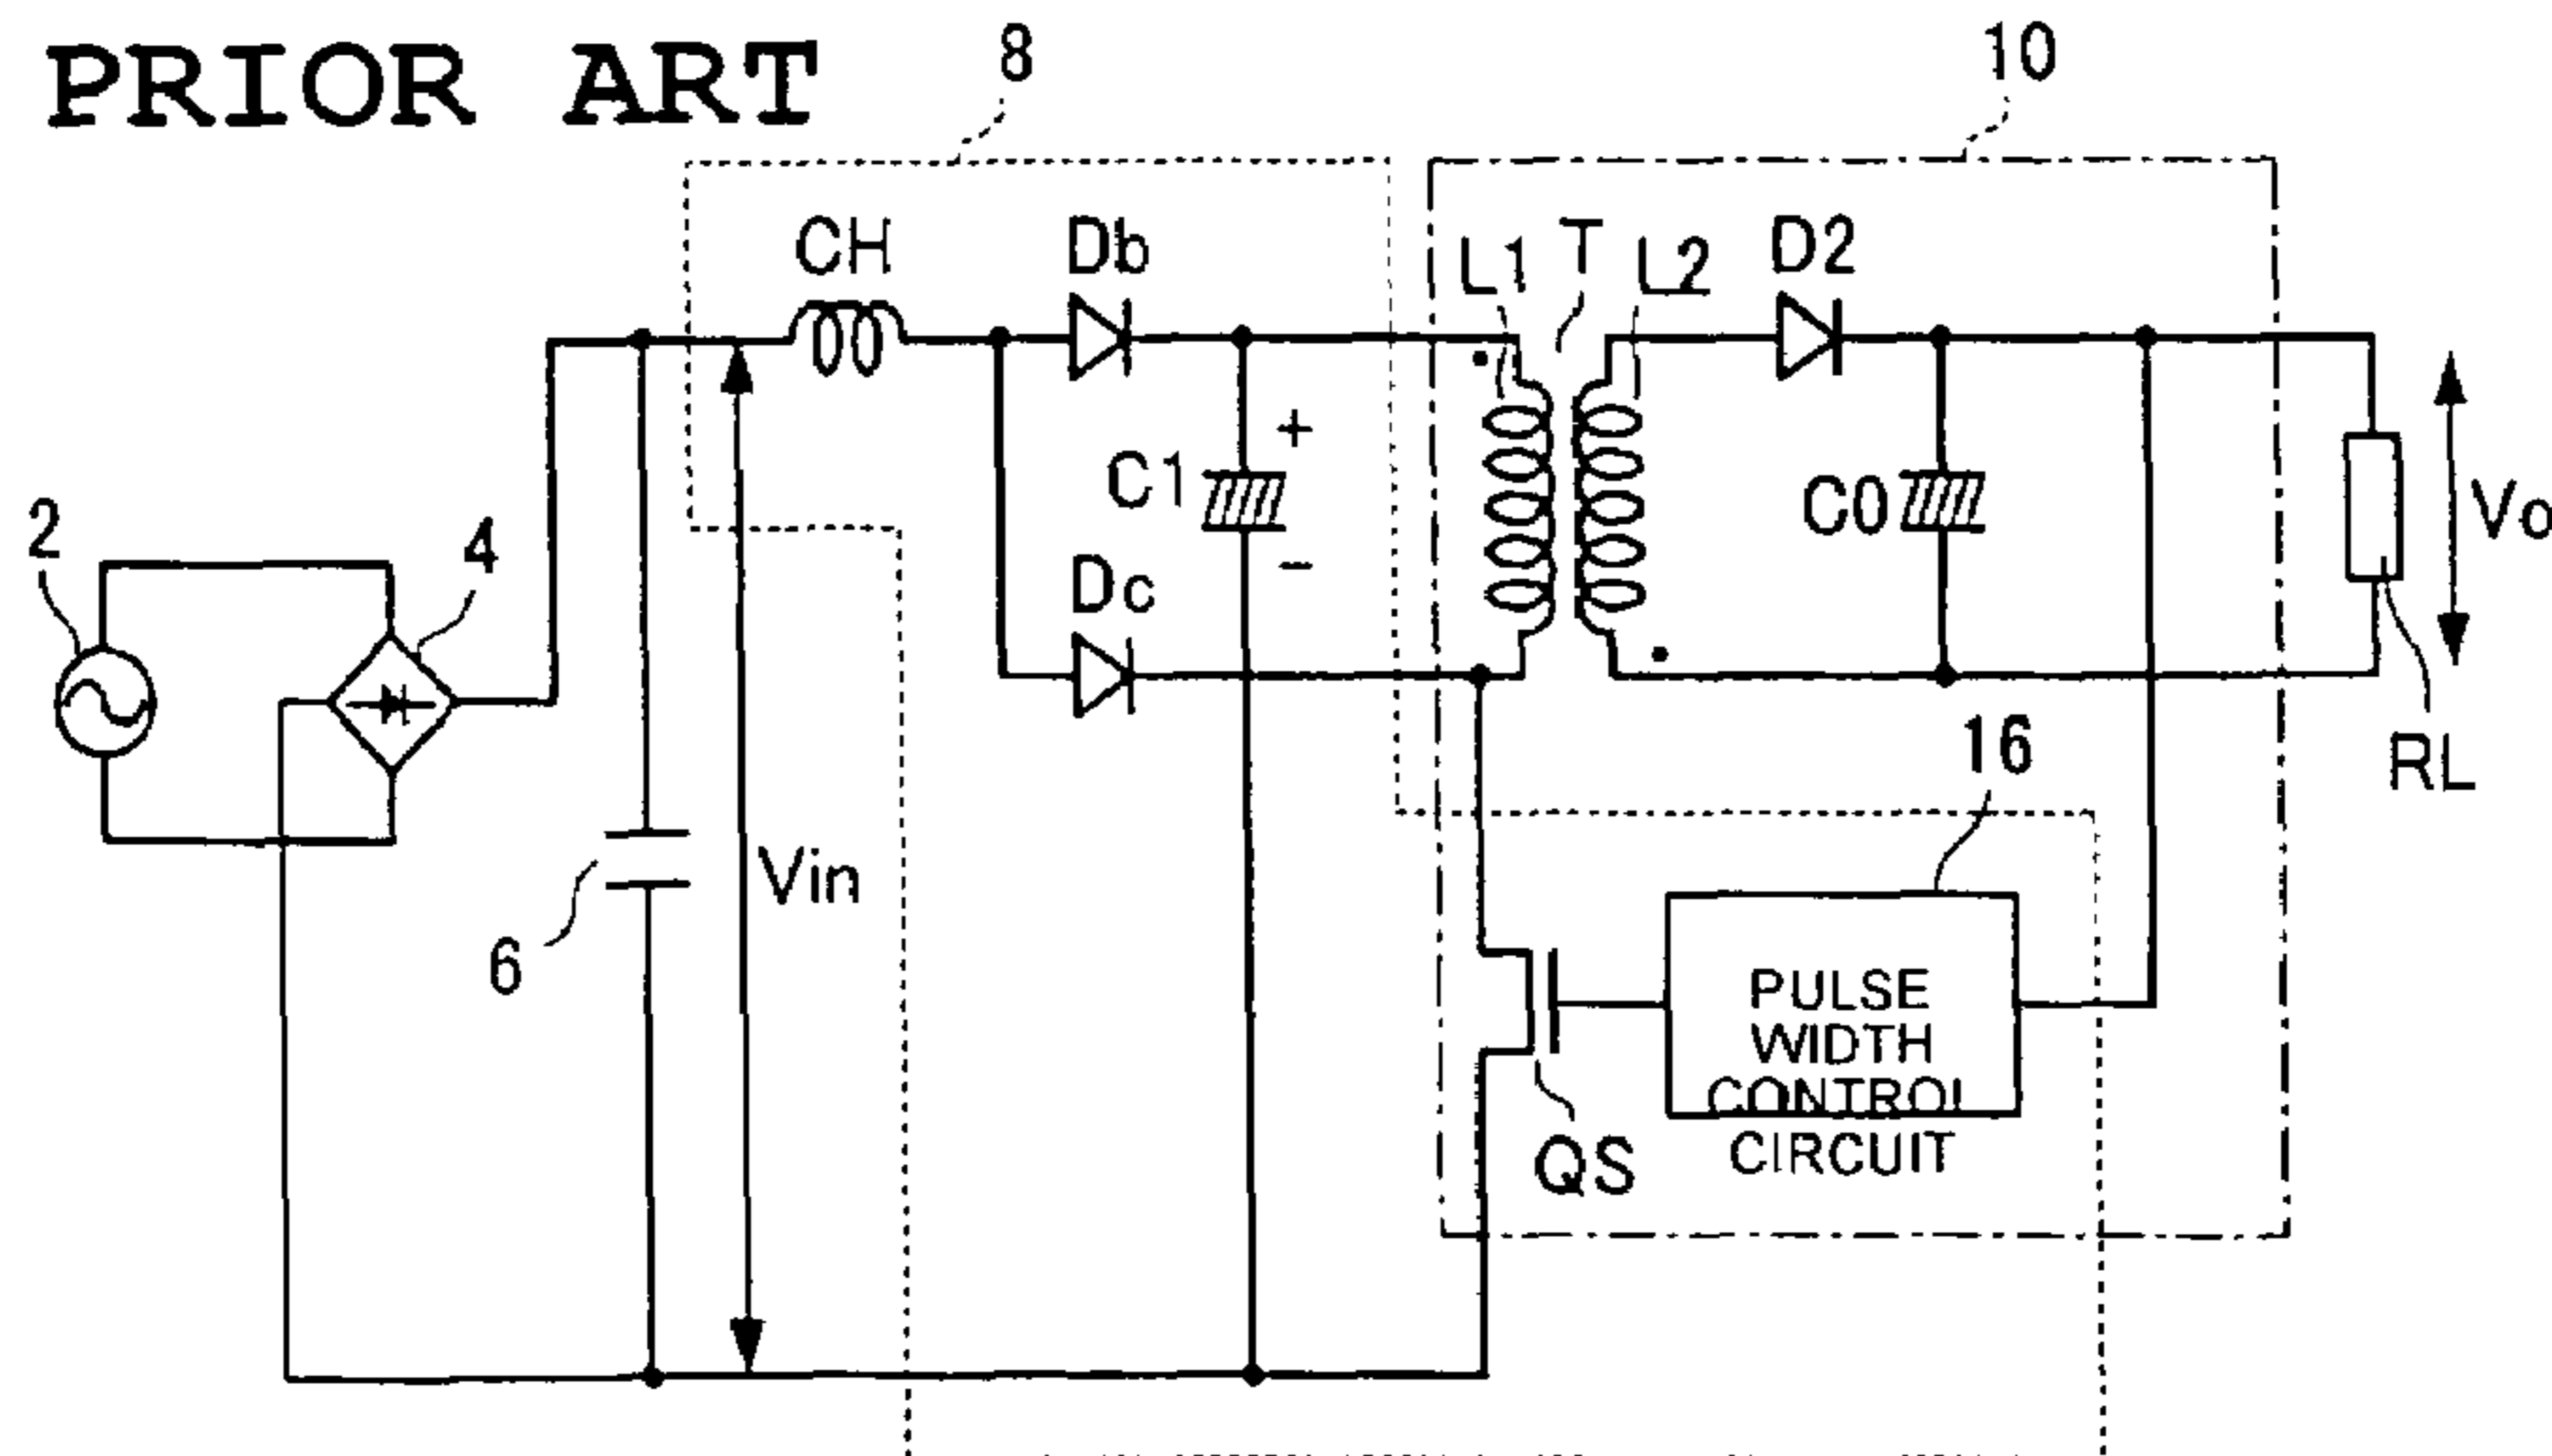 PRIOR ART
8
10
CH
Db
L1
T
L2
D2
+
C1
−
C0
Vo
2
4
Dc
RL
16
Vin
6
PULSE
WIDTH
CONTROL
CIRCUIT
QS